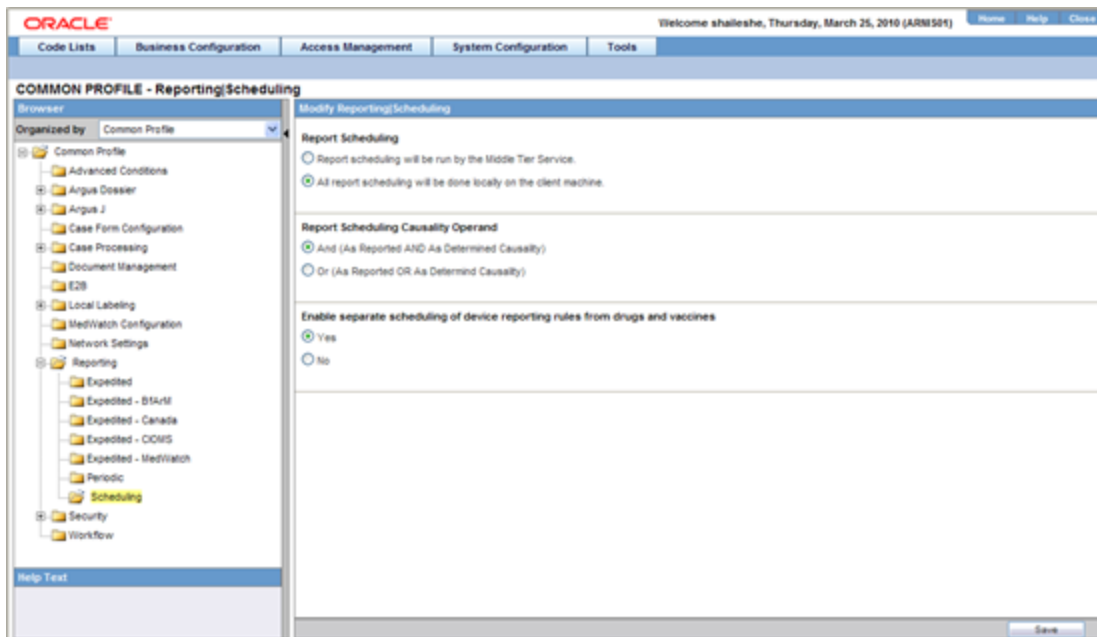 ORACLE
Welcome shaileshe, Thursday, March 25, 2010 (ARMIS01)
Home Help Close
Code Lists Business Configuration Access Management System Configuration Tools
COMMON PROFILE - Reporting|Scheduling
Browser
Organized by Common Profile
Common Profile
Advanced Conditions
Argus Dossier
Argus J
Case Form Configuration
Case Processing
Document Management
E2B
Local Labeling
MedWatch Configuration
Network Settings
Reporting
Expedited
Expedited - BfArM
Expedited - Canada
Expedited - CIOMS
Expedited - MedWatch
Periodic
Scheduling
Security
Workflow
Help Text
Modify Reporting|Scheduling
Report Scheduling
Report scheduling will be run by the Middle Tier Service.
All report scheduling will be done locally on the client machine.
Report Scheduling Causality Operand
And (As Reported AND As Determined Causality)
Or (As Reported OR As Determind Causality)
Enable separate scheduling of device reporting rules from drugs and vaccines
Yes
No
Save